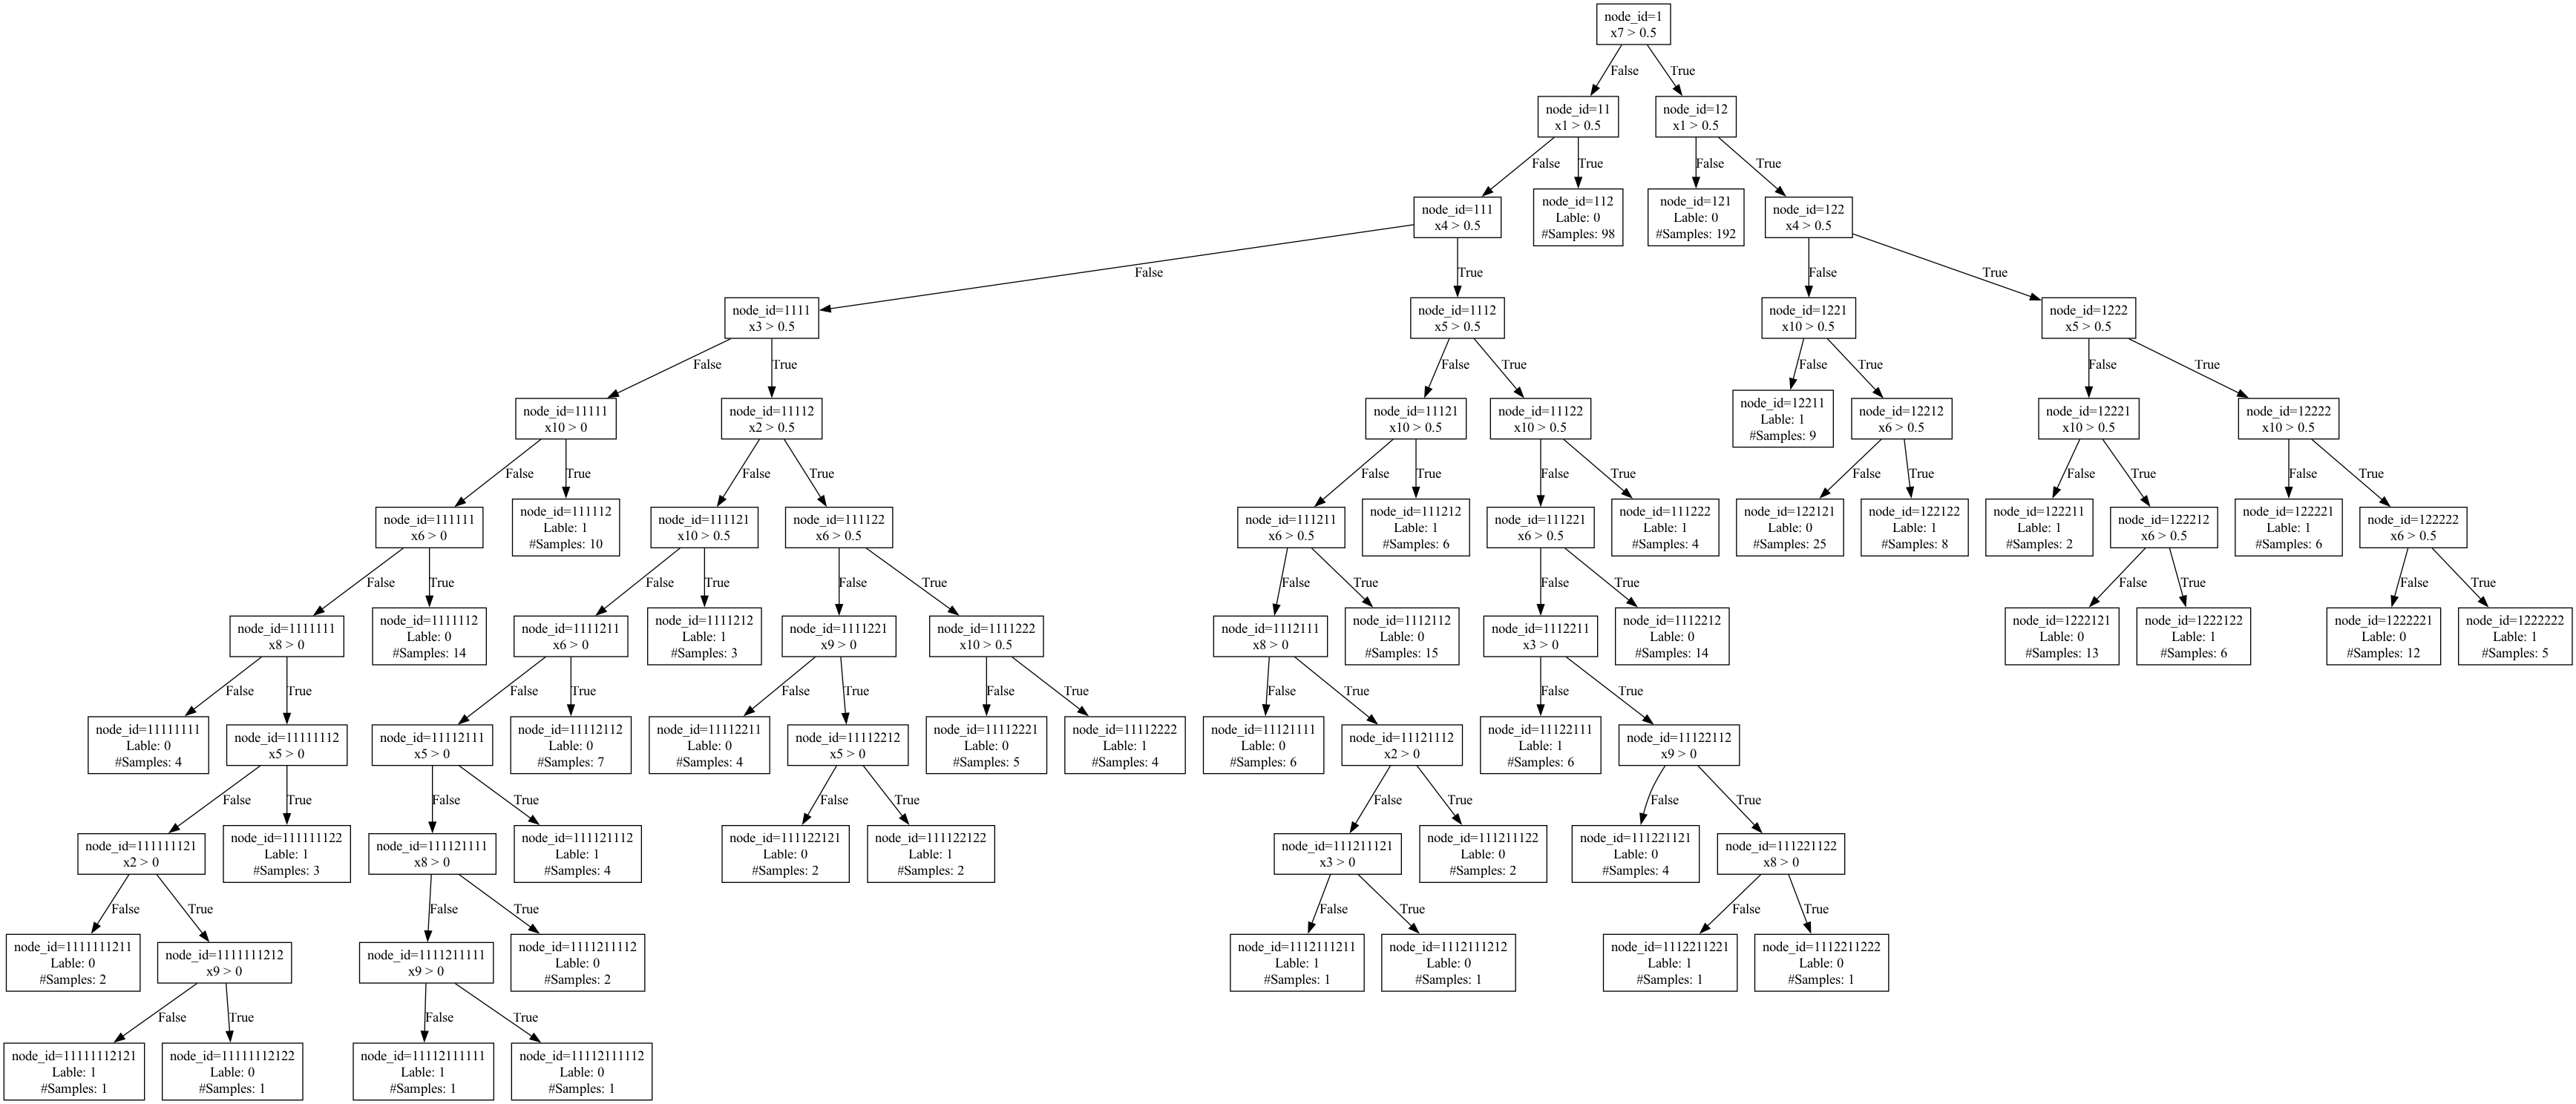 node_id=1
x7 > 0.5
False
True
node_id=11
x1 > 0.5
node_id=12
x1 > 0.5
False
True
False
True
node_id=111
x4 > 0.5
node_id=112
Lable: 0
#Samples: 98
node_id=121
Lable: 0
#Samples: 192
node_id=122
x4 > 0.5
False
True
False
True
node_id=1111
x3 > 0.5
node_id=1112
x5 > 0.5
node_id=1221
x10 > 0.5
node_id=1222
x5 > 0.5
False
True
False
True
False
True
False
True
node_id=11111
x10 > 0
node_id=11112
x2 > 0.5
node_id=11121
x10 > 0.5
node_id=11122
x10 > 0.5
node_id=12211
Lable: 1
#Samples: 9
node_id=12212
x6 > 0.5
node_id=12221
x10 > 0.5
node_id=12222
x10 > 0.5
False
True
False
True
False
True
False
True
False
True
False
True
False
True
node_id=111111
x6 > 0
node_id=111112
Lable: 1
#Samples: 10
node_id=111121
x10 > 0.5
node_id=111122
x6 > 0.5
node_id=111211
x6 > 0.5
node_id=111212
Lable: 1
#Samples: 6
node_id=111221
x6 > 0.5
node_id=111222
Lable: 1
#Samples: 4
node_id=122121
Lable: 0
#Samples: 25
node_id=122122
Lable: 1
#Samples: 8
node_id=122211
Lable: 1
#Samples: 2
node_id=122212
x6 > 0.5
node_id=122221
Lable: 1
#Samples: 6
node_id=122222
x6 > 0.5
False
True
False
True
False
True
False
True
False
True
False
True
False
True
node_id=1111111
x8 > 0
node_id=1111112
Lable: 0
#Samples: 14
node_id=1111211
x6 > 0
node_id=1111212
Lable: 1
#Samples: 3
node_id=1111221
x9 > 0
node_id=1111222
x10 > 0.5
node_id=1112111
x8 > 0
node_id=1112112
Lable: 0
#Samples: 15
node_id=1112211
x3 > 0
node_id=1112212
Lable: 0
#Samples: 14
node_id=1222121
Lable: 0
#Samples: 13
node_id=1222122
Lable: 1
#Samples: 6
node_id=1222221
Lable: 0
#Samples: 12
node_id=1222222
Lable: 1
#Samples: 5
False
True
False
True
False
True
False
True
False
True
False
True
node_id=11111111
Lable: 0
#Samples: 4
node_id=11111112
x5 > 0
node_id=11112111
x5 > 0
node_id=11112112
Lable: 0
#Samples: 7
node_id=11112211
Lable: 0
#Samples: 4
node_id=11112212
x5 > 0
node_id=11112221
Lable: 0
#Samples: 5
node_id=11112222
Lable: 1
#Samples: 4
node_id=11121111
Lable: 0
#Samples: 6
node_id=11121112
x2 > 0
node_id=11122111
Lable: 1
#Samples: 6
node_id=11122112
x9 > 0
False
True
False
True
False
True
False
True
False
True
node_id=111111121
x2 > 0
node_id=111111122
Lable: 1
#Samples: 3
node_id=111121111
x8 > 0
node_id=111121112
Lable: 1
#Samples: 4
node_id=111122121
Lable: 0
#Samples: 2
node_id=111122122
Lable: 1
#Samples: 2
node_id=111211121
x3 > 0
node_id=111211122
Lable: 0
#Samples: 2
node_id=111221121
Lable: 0
#Samples: 4
node_id=111221122
x8 > 0
False
True
False
True
False
True
False
True
node_id=1111111211
Lable: 0
#Samples: 2
node_id=1111111212
x9 > 0
node_id=1111211111
x9 > 0
node_id=1111211112
Lable: 0
#Samples: 2
node_id=1112111211
Lable: 1
#Samples: 1
node_id=1112111212
Lable: 0
#Samples: 1
node_id=1112211221
Lable: 1
#Samples: 1
node_id=1112211222
Lable: 0
#Samples: 1
False
True
False
True
node_id=11111112121
Lable: 1
#Samples: 1
node_id=11111112122
Lable: 0
#Samples: 1
node_id=11112111111
Lable: 1
#Samples: 1
node_id=11112111112
Lable: 0
#Samples: 1